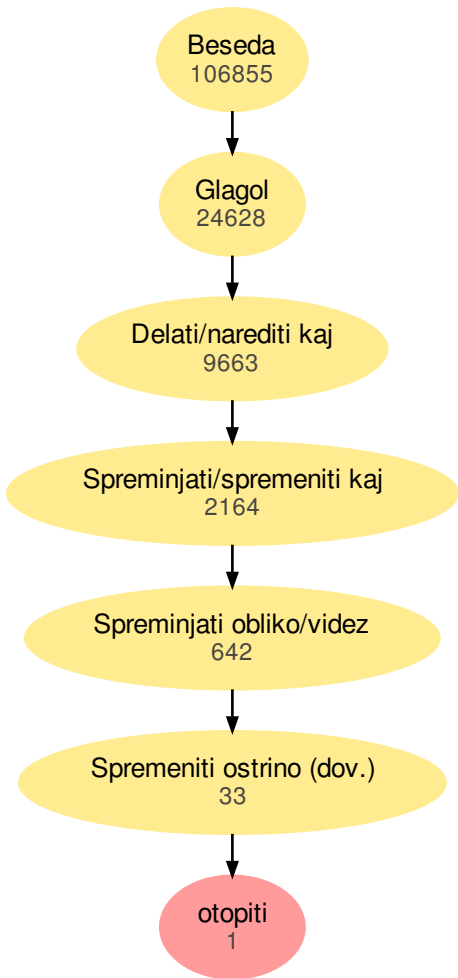 Beseda
106855
Glagol
24628
Delati/narediti kaj
9663
Spreminjati/spremeniti kaj
2164
Spreminjati obliko/videz
642
Spremeniti ostrino (dov.)
33
otopiti
1